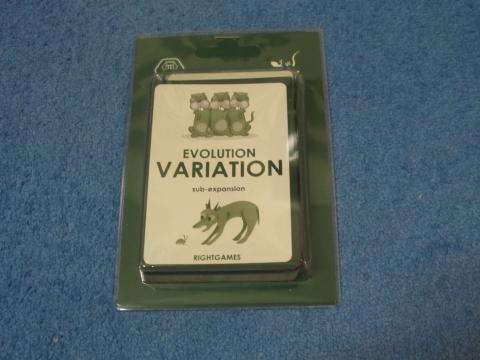 EVOLUTION
VARIATION
sub-expansion
RIGHTGAMES